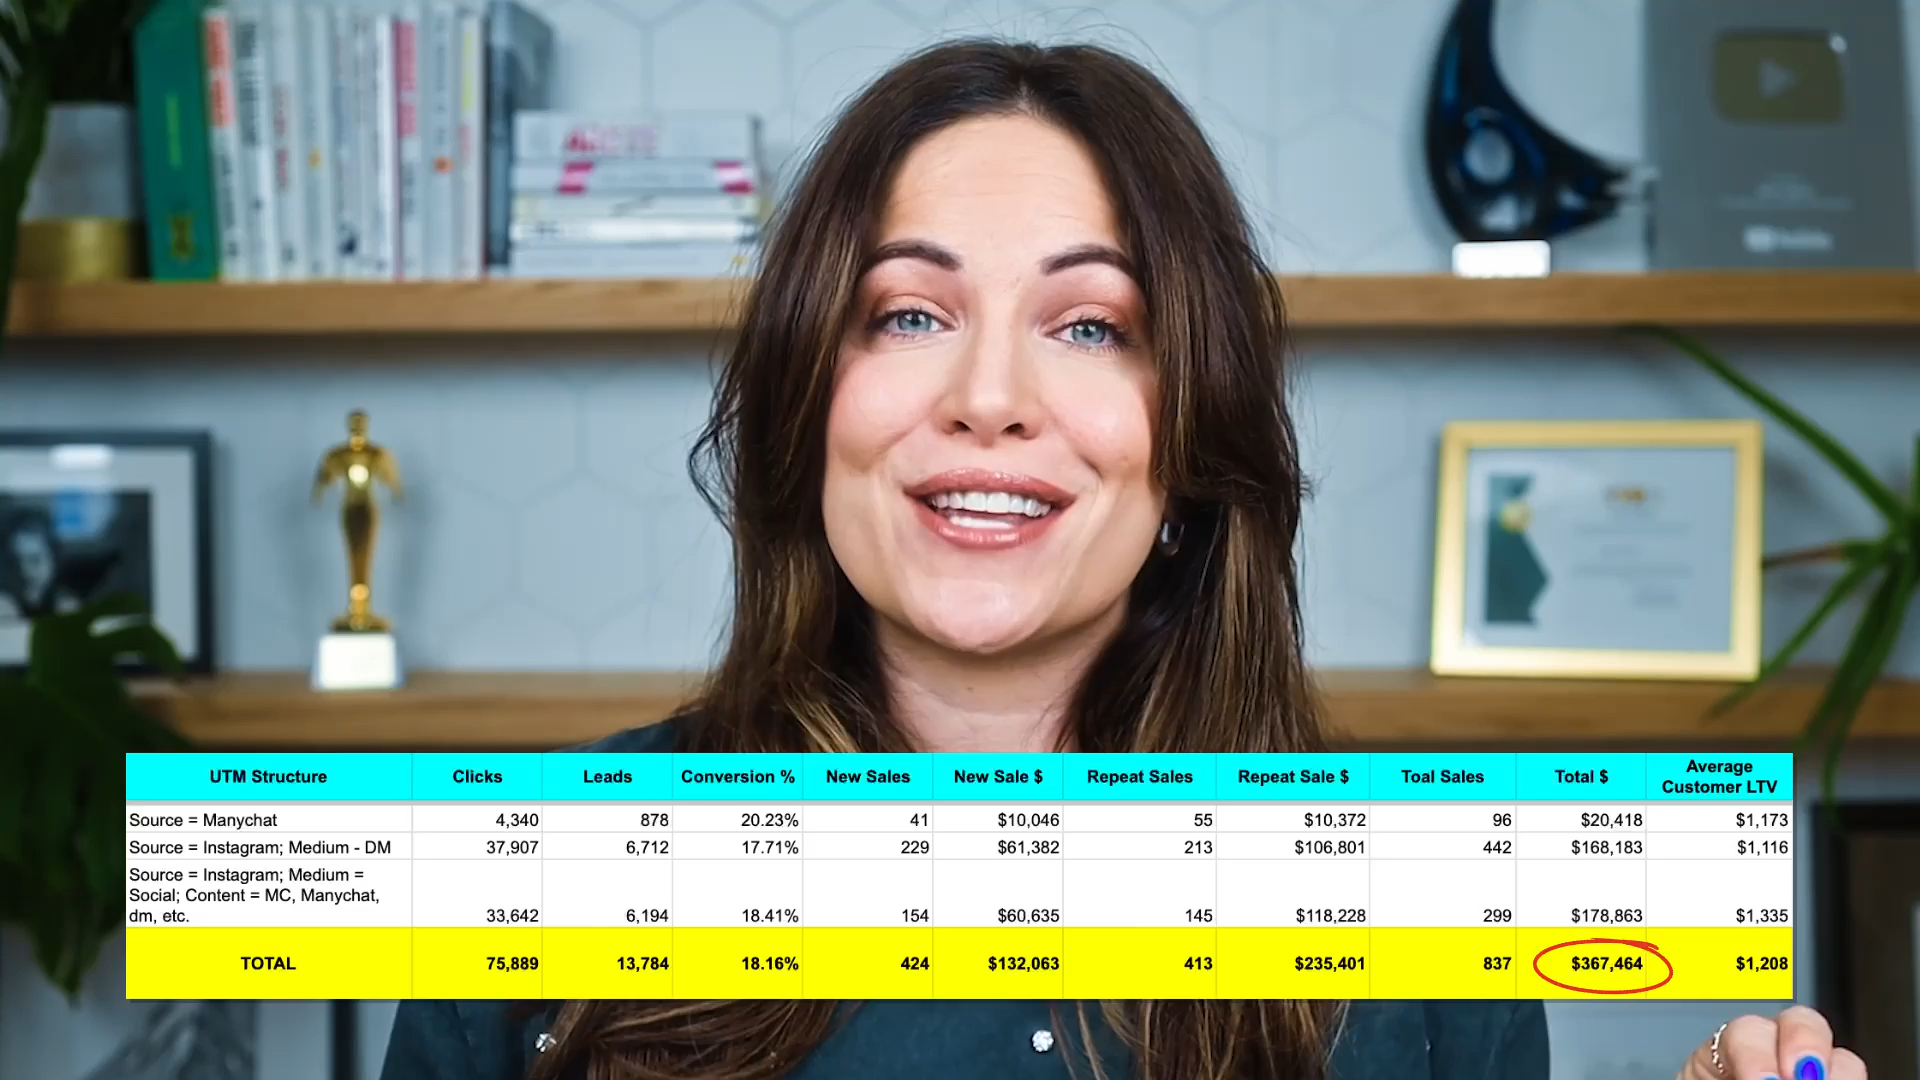 UTM Structure Clicks Leads Conversion % New Sales New Sale $ Repeat Sales Repeat Sale $ Toal Sales Total $ Average Customer LTV
Source = Manychat 4,340 878 20.23% 41 $10,046 55 $10,372 96 $20,418 $1,173
Source = Instagram; Medium - DM 37,907 6,712 17.71% 229 $61,382 213 $106,801 442 $168,183 $1,116
Source = Instagram; Medium =
Social; Content = MC, Manychat,
dm, etc. 33,642 6,194 18.41% 154 $60,635 145 $118,228 299 $178,863 $1,335
TOTAL 75,889 13,784 18.16% 424 $132,063 413 $235,401 837 $367,464 $1,208